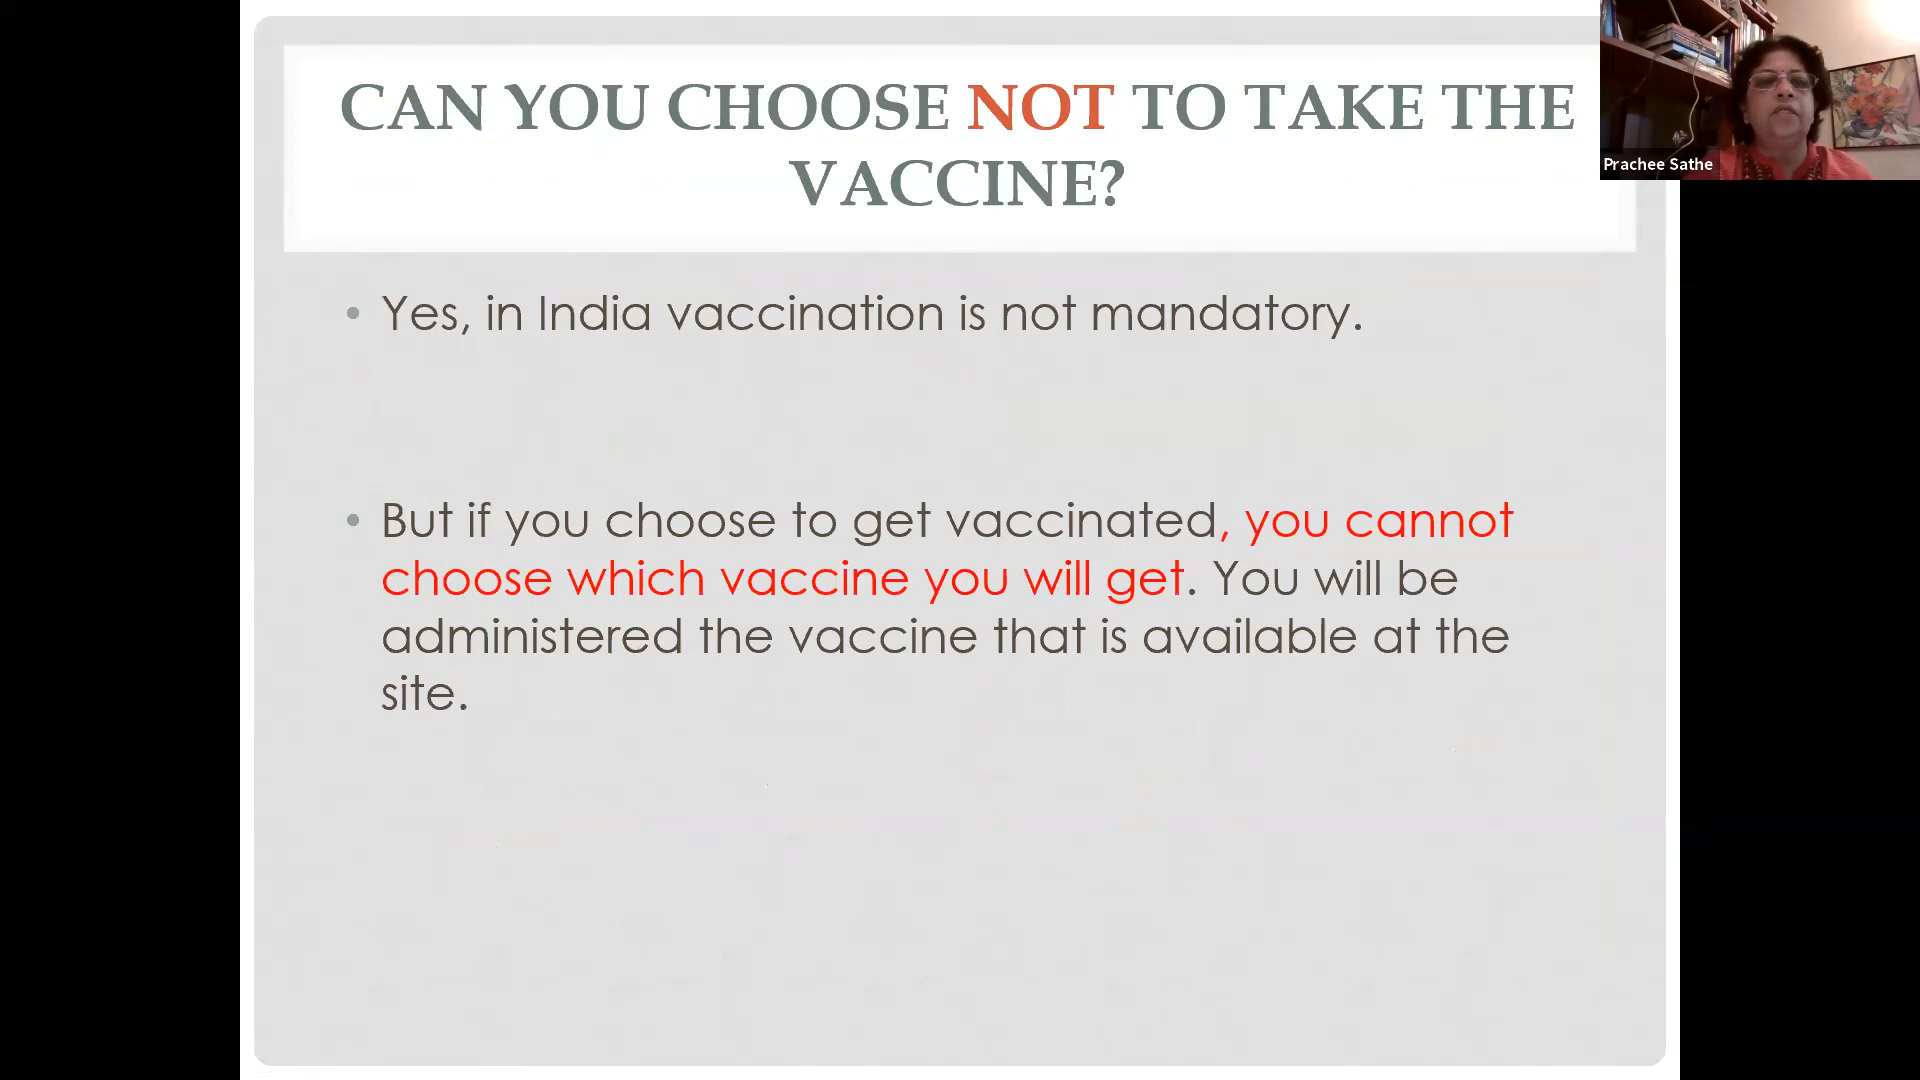 CAN YOU CHOOSE NOT TO TAKE THE
VACCINE?
Prachee Sathe
• Yes, in India vaccination is not mandatory.
• But if you choose to get vaccinated, you cannot
choose which vaccine you will get. You will be
administered the vaccine that is available at the
site.